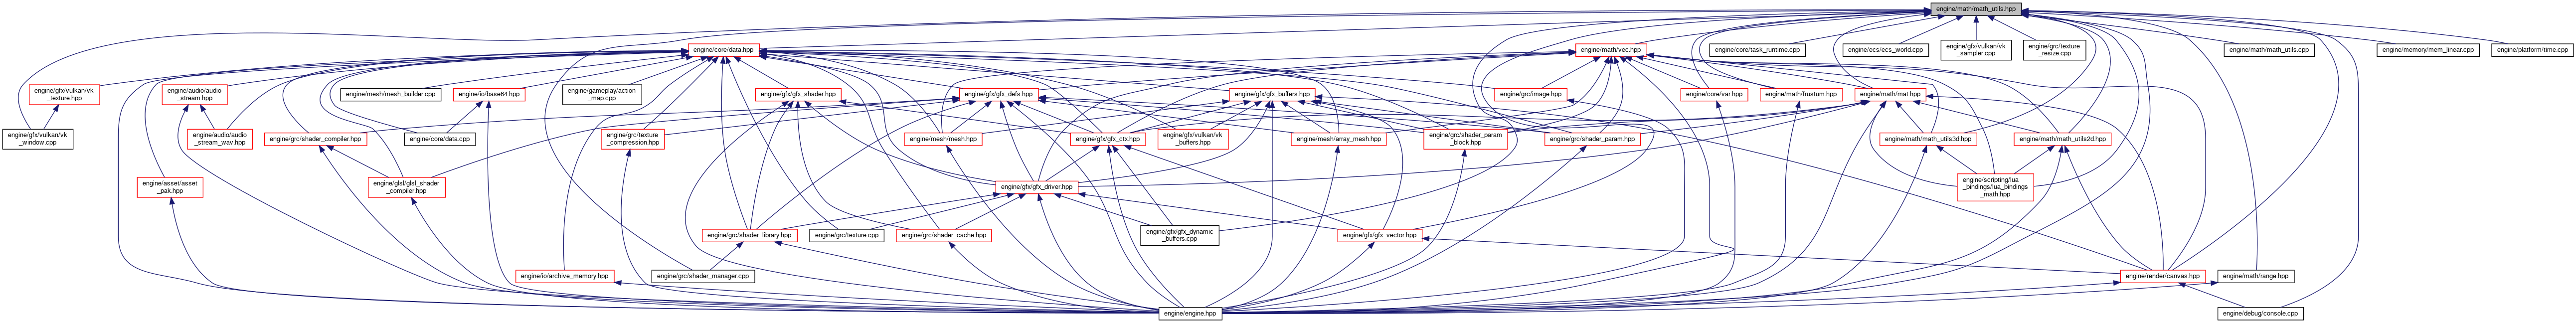 engine/math/math_utils.hpp
engine/core/data.hpp
engine/math/vec.hpp
engine/core/task_runtime.cpp
engine/ecs/ecs_world.cpp
engine/gfx/vulkan/vk
_sampler.cpp
engine/grc/texture
_resize.cpp
engine/math/math_utils.cpp
engine/memory/mem_linear.cpp
engine/platform/time.cpp
engine/gfx/vulkan/vk
_texture.hpp
engine/audio/audio
_stream.hpp
engine/mesh/mesh_builder.cpp
engine/io/base64.hpp
engine/gameplay/action
_map.cpp
engine/gfx/gfx_shader.hpp
engine/gfx/gfx_defs.hpp
engine/gfx/gfx_buffers.hpp
engine/grc/image.hpp
engine/core/var.hpp
engine/math/frustum.hpp
engine/math/mat.hpp
engine/gfx/vulkan/vk
_window.cpp
engine/audio/audio
_stream_wav.hpp
engine/grc/shader_compiler.hpp
engine/core/data.cpp
engine/grc/texture
_compression.hpp
engine/mesh/mesh.hpp
engine/gfx/gfx_ctx.hpp
engine/gfx/vulkan/vk
_buffers.hpp
engine/mesh/array_mesh.hpp
engine/grc/shader_param
_block.hpp
engine/grc/shader_param.hpp
engine/math/math_utils3d.hpp
engine/math/math_utils2d.hpp
engine/asset/asset
_pak.hpp
engine/glsl/glsl_shader
_compiler.hpp
engine/gfx/gfx_driver.hpp
engine/scripting/lua
_bindings/lua_bindings
_math.hpp
engine/grc/shader_library.hpp
engine/grc/texture.cpp
engine/grc/shader_cache.hpp
engine/gfx/gfx_dynamic
_buffers.cpp
engine/gfx/gfx_vector.hpp
engine/io/archive_memory.hpp
engine/grc/shader_manager.cpp
engine/render/canvas.hpp
engine/math/range.hpp
engine/engine.hpp
engine/debug/console.cpp